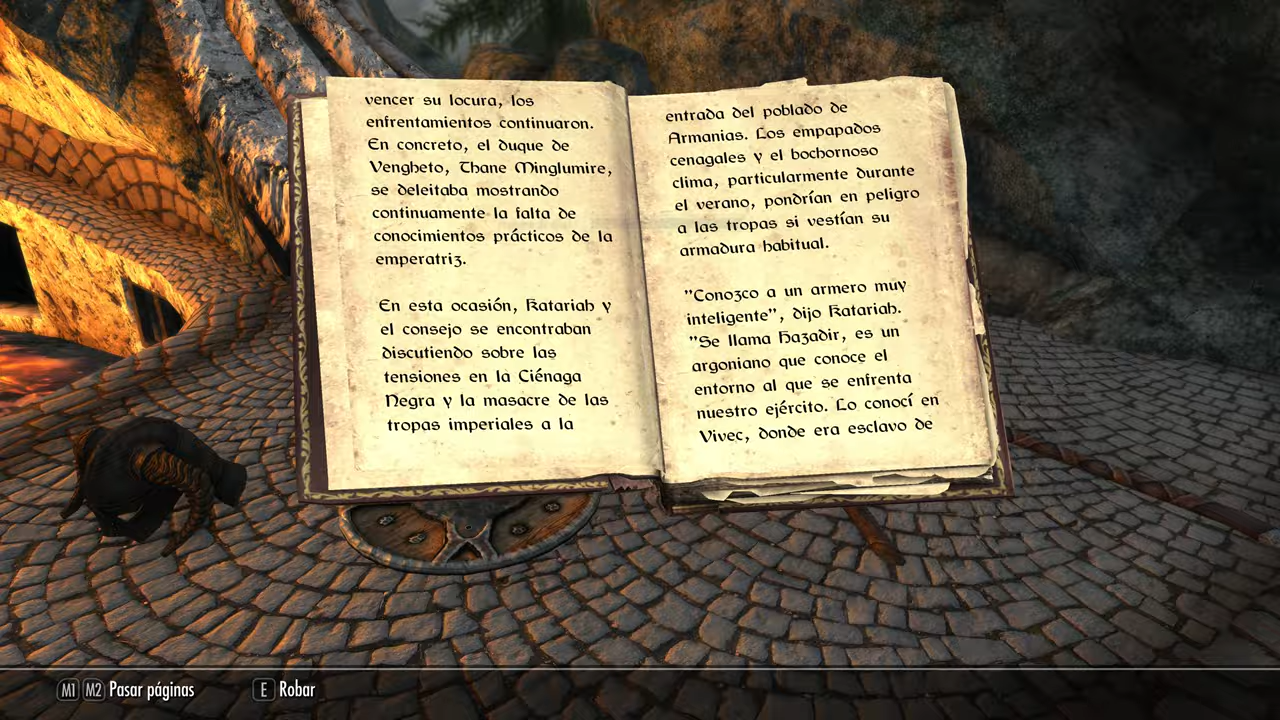 vencer su locura, los
enfrentamientos continuaron.
En concreto, el duque de
Vengheto, Thane Minglumire,
se deleitaba mostrando
continuamente la falta de
conocimientos prácticos de la
emperatriz.
En esta ocasión, Katariah y
el consejo se encontraban
discutiendo sobre las
tensiones en la Ciénaga
Negra y la masacre de las
tropas imperiales a la
entrada del poblado de
Armanias. Los empapados
cenagales y el bochornoso
clima, particularmente durante
el verano, pondrían en peligro
a las tropas si vestían su
armadura habitual.
"Conozco a un armero muy
inteligente", dijo Katariah.
"Se llama Hazadir, es un
argoniano que conoce el
entorno al que se enfrenta
nuestro ejército. Lo conocí en
Vivec, donde era esclavo de
M1 M2 Pasar páginas E Robar